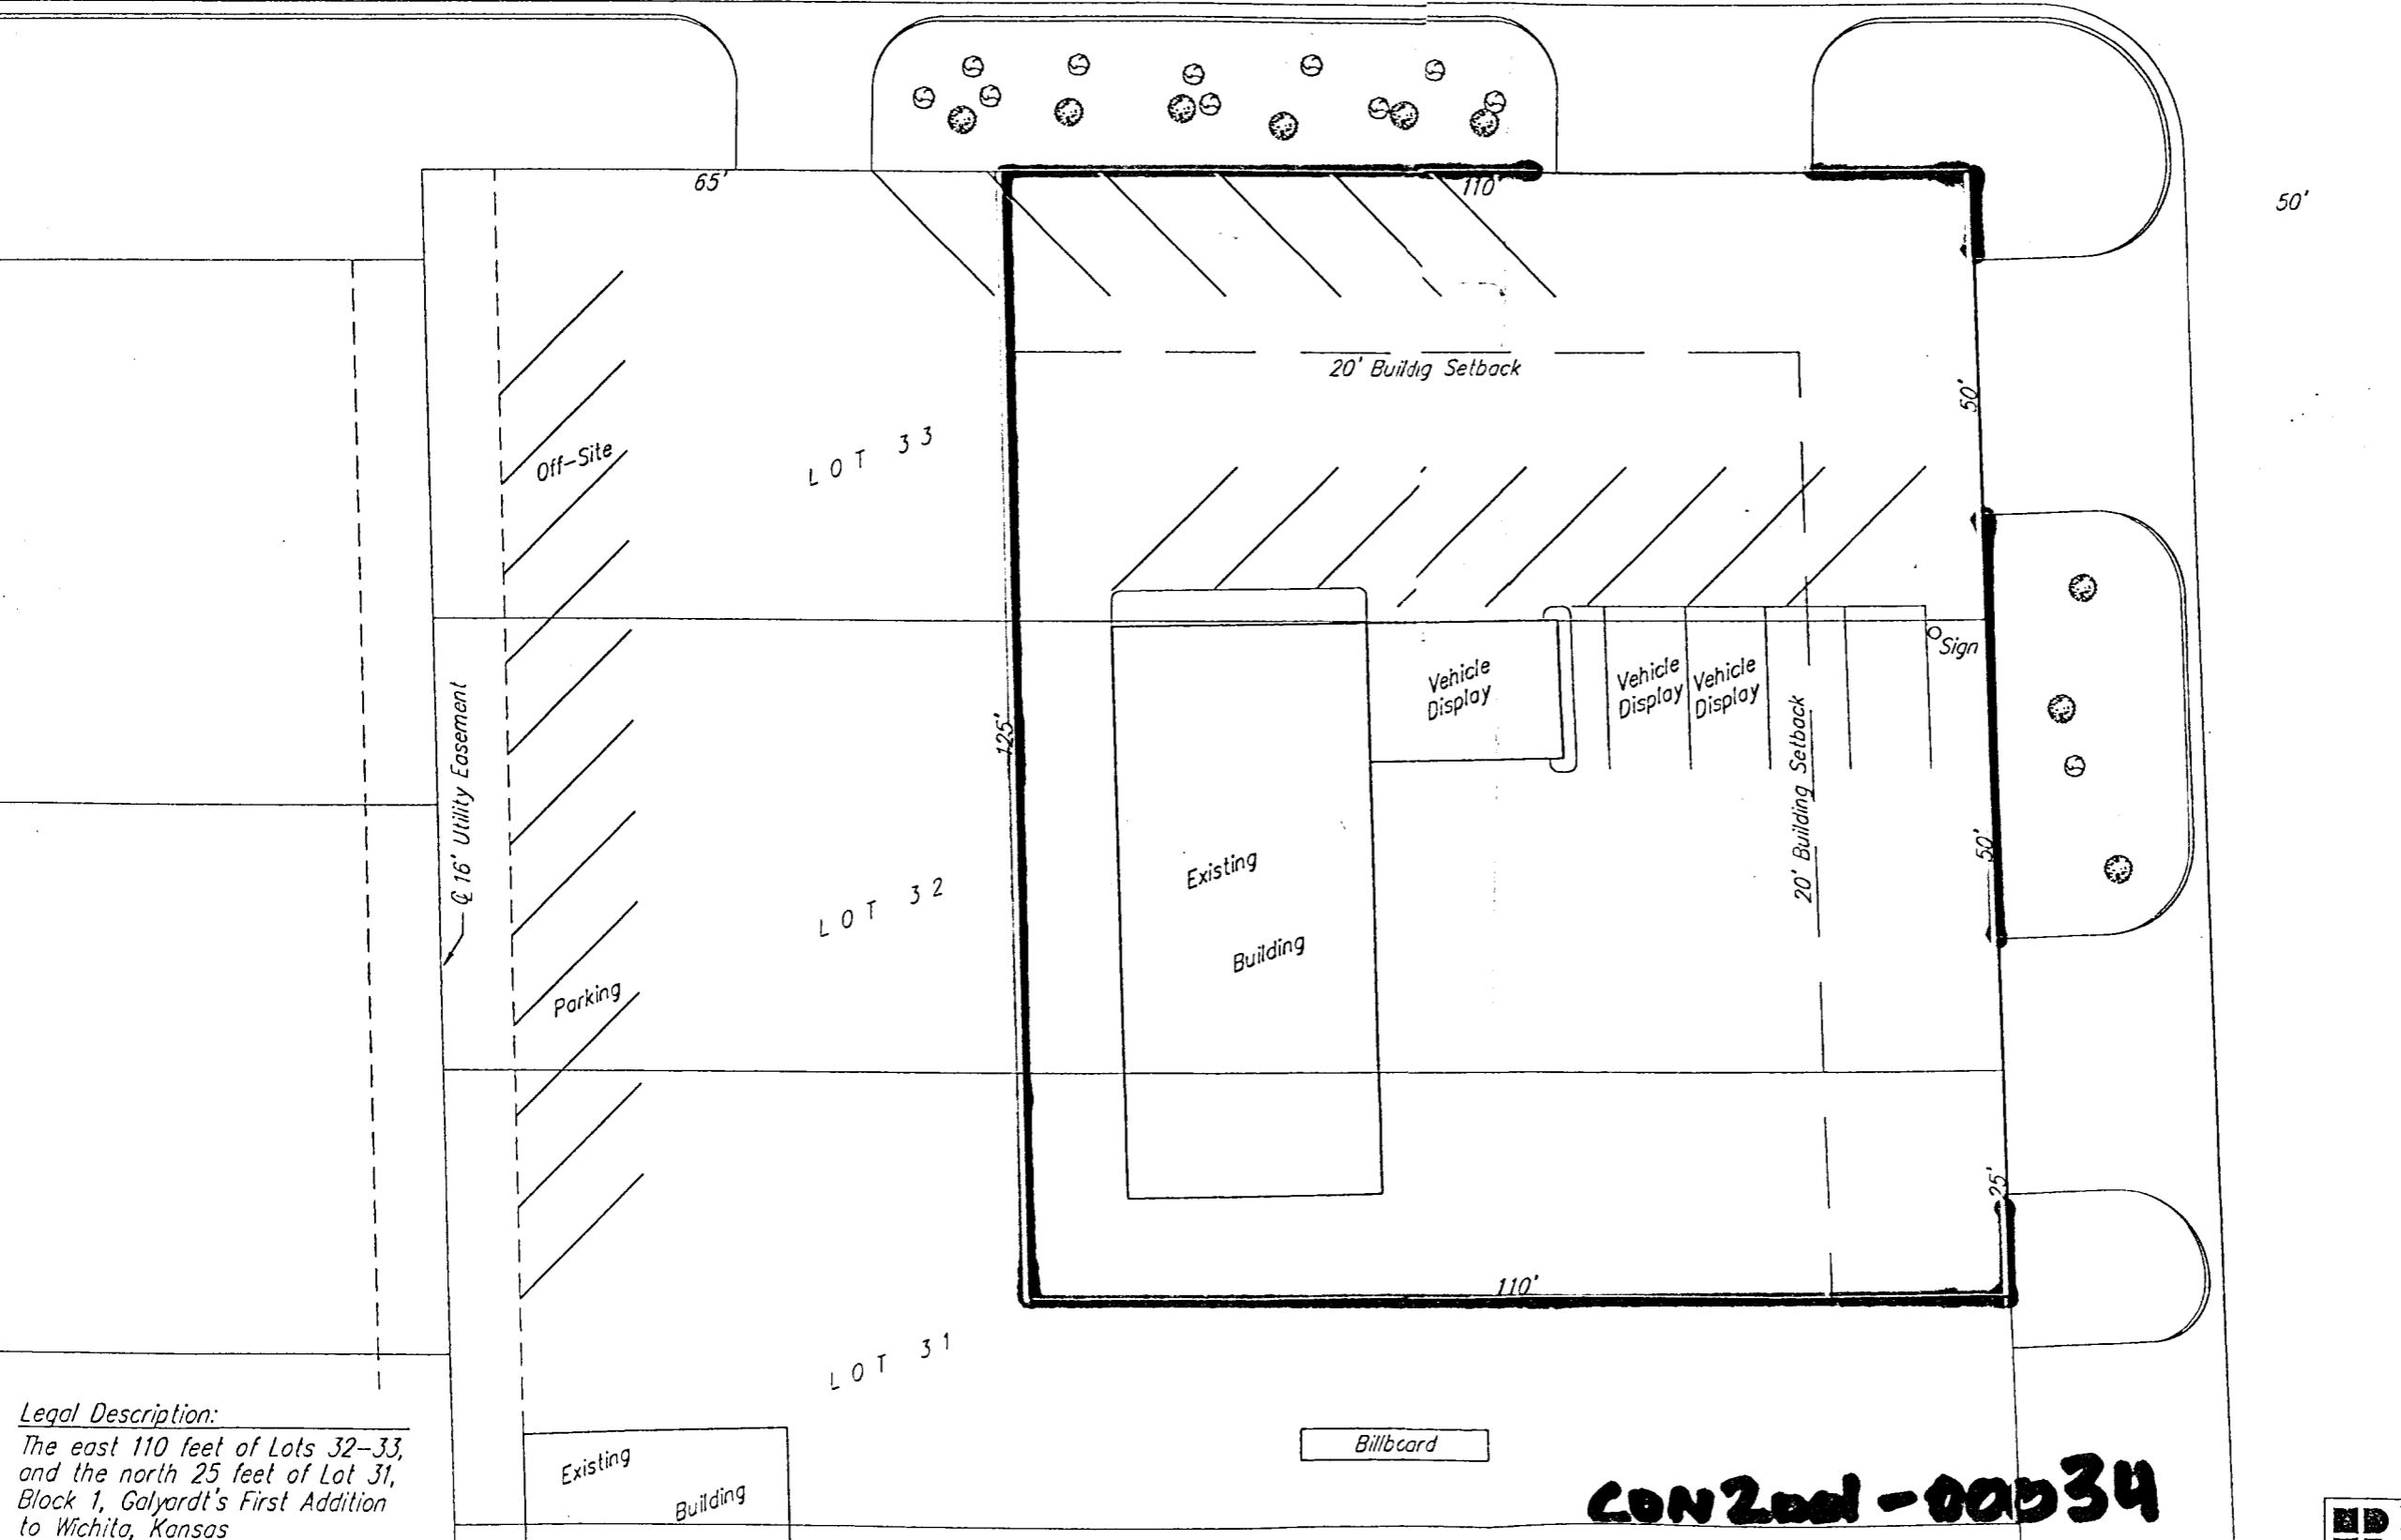 65'
110'
50'
20' Buildig Setback
50'
Off-Site
LOT 33
Sign
Vehicle
Display
Vehicle
Display
Vehicle
Display
℄ 16' Utility Easement
125'
20' Building Setback
50'
Existing
Building
LOT 32
Parking
25'
110'
LOT 31
Legal Description:
The east 110 feet of Lots 32-33,
and the north 25 feet of Lot 31,
Block 1, Galyardt's First Addition
to Wichita, Kansas
Existing
Building
Billboard
CON2001-00034